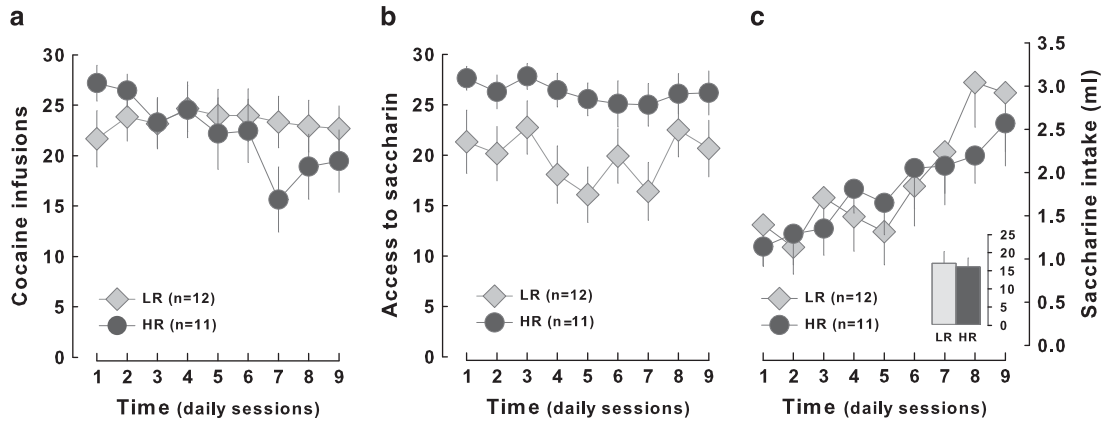 a
Cocaine infusions
30
25
20
15
10
5
0
LR (n=12)
HR (n=11)
1 2 3 4 5 6 7 8 9
Time (daily sessions)
b
Access to saccharin
30
25
20
15
10
5
0
LR (n=12)
HR (n=11)
1 2 3 4 5 6 7 8 9
Time (daily sessions)
c
LR (n=12)
HR (n=11)
25
20
15
10
5
0
LR HR
3.5
3.0
2.5
2.0
1.5
1.0
0.5
0.0
Saccharine intake (ml)
1 2 3 4 5 6 7 8 9
Time (daily sessions)